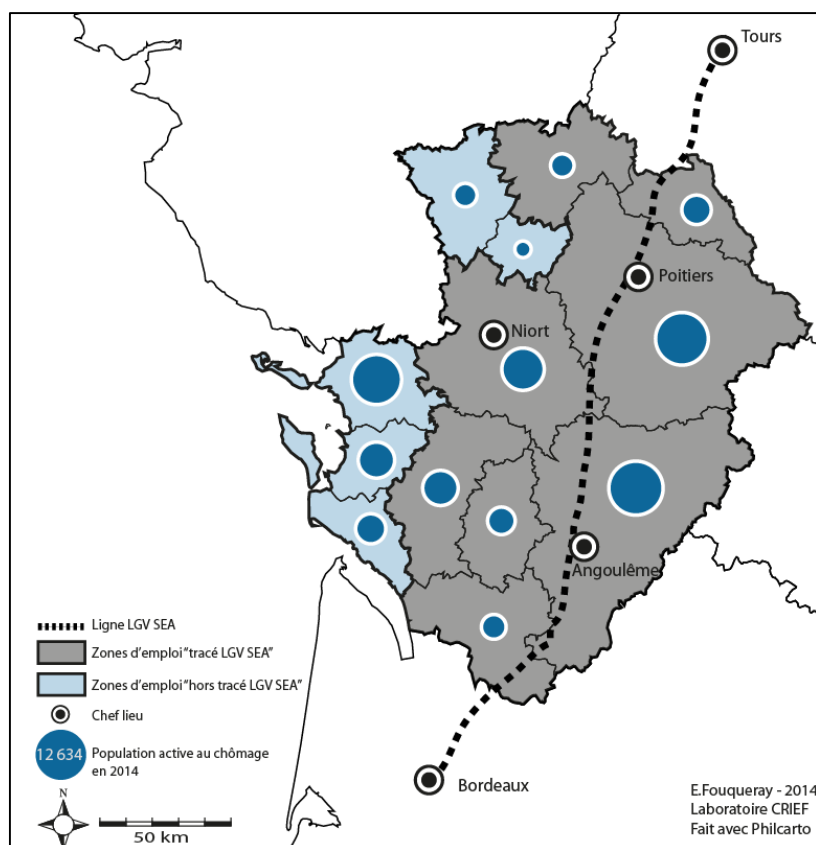 Tours
Poitiers
Niort
Angoulême
Ligne LGV SEA
Zones d'emploi "tracé LGV SEA"
Zones d'emploi "hors tracé LGV SEA"
Chef lieu
12 634
Population active au chômage
en 2014
Bordeaux
N
50 km
E.Fouqueray - 2014
Laboratoire CRIEF
Fait avec Philcarto